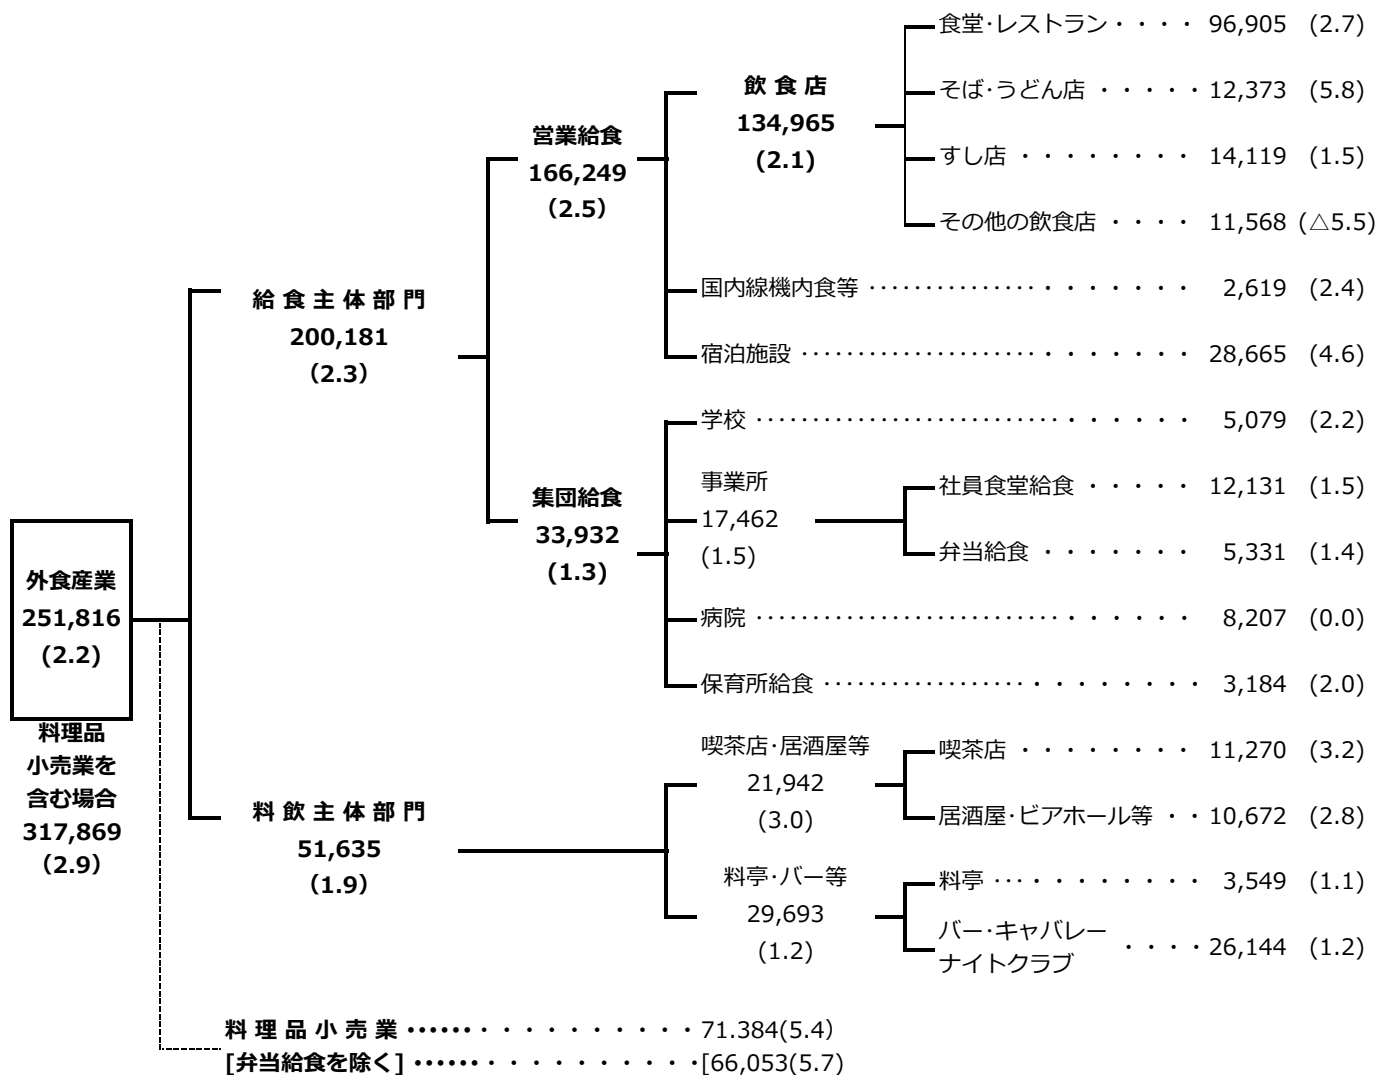 外食産業
251,816
(2.2)
料理品
小売業を
含む場合
317,869
(2.9)
給 食 主 体 部 門
200,181
(2.3)
営業給食
166,249
(2.5)
飲 食 店
134,965
(2.1)
食堂・レストラン・・・・ 96,905 (2.7)
そば・うどん店 ・・・・・ 12,373 (5.8)
すし店 ・・・・・・・・ 14,119 (1.5)
その他の飲食店 ・・・・ 11,568 (△5.5)
国内線機内食等 ・・・・・・・・・・・・・・・・・・・・・ 2,619 (2.4)
宿泊施設 ・・・・・・・・・・・・・・・・・・・・・・・・ 28,665 (4.6)
集団給食
33,932
(1.3)
学校 ・・・・・・・・・・・・・・・・・・・・・・・・・・・ 5,079 (2.2)
事業所
17,462
(1.5)
社員食堂給食 ・・・・・ 12,131 (1.5)
弁当給食 ・・・・・・・ 5,331 (1.4)
病院 ・・・・・・・・・・・・・・・・・・・・・・・・・・・ 8,207 (0.0)
保育所給食 ・・・・・・・・・・・・・・・・・・・・・・・ 3,184 (2.0)
料 飲 主 体 部 門
51,635
(1.9)
喫茶店・居酒屋等
21,942
(3.0)
喫茶店 ・・・・・・・・ 11,270 (3.2)
居酒屋・ビアホール等 ・・ 10,672 (2.8)
料亭・バー等
29,693
(1.2)
料亭 ・・・・・・・・・・ 3,549 (1.1)
バー・キャバレー
ナイトクラブ ・・・・ 26,144 (1.2)
料 理 品 小 売 業 ・・・・・・・・・・・・・・・ 71.384(5.4)
[弁当給食を除く] ・・・・・・・・・・・・・・・[66,053(5.7)